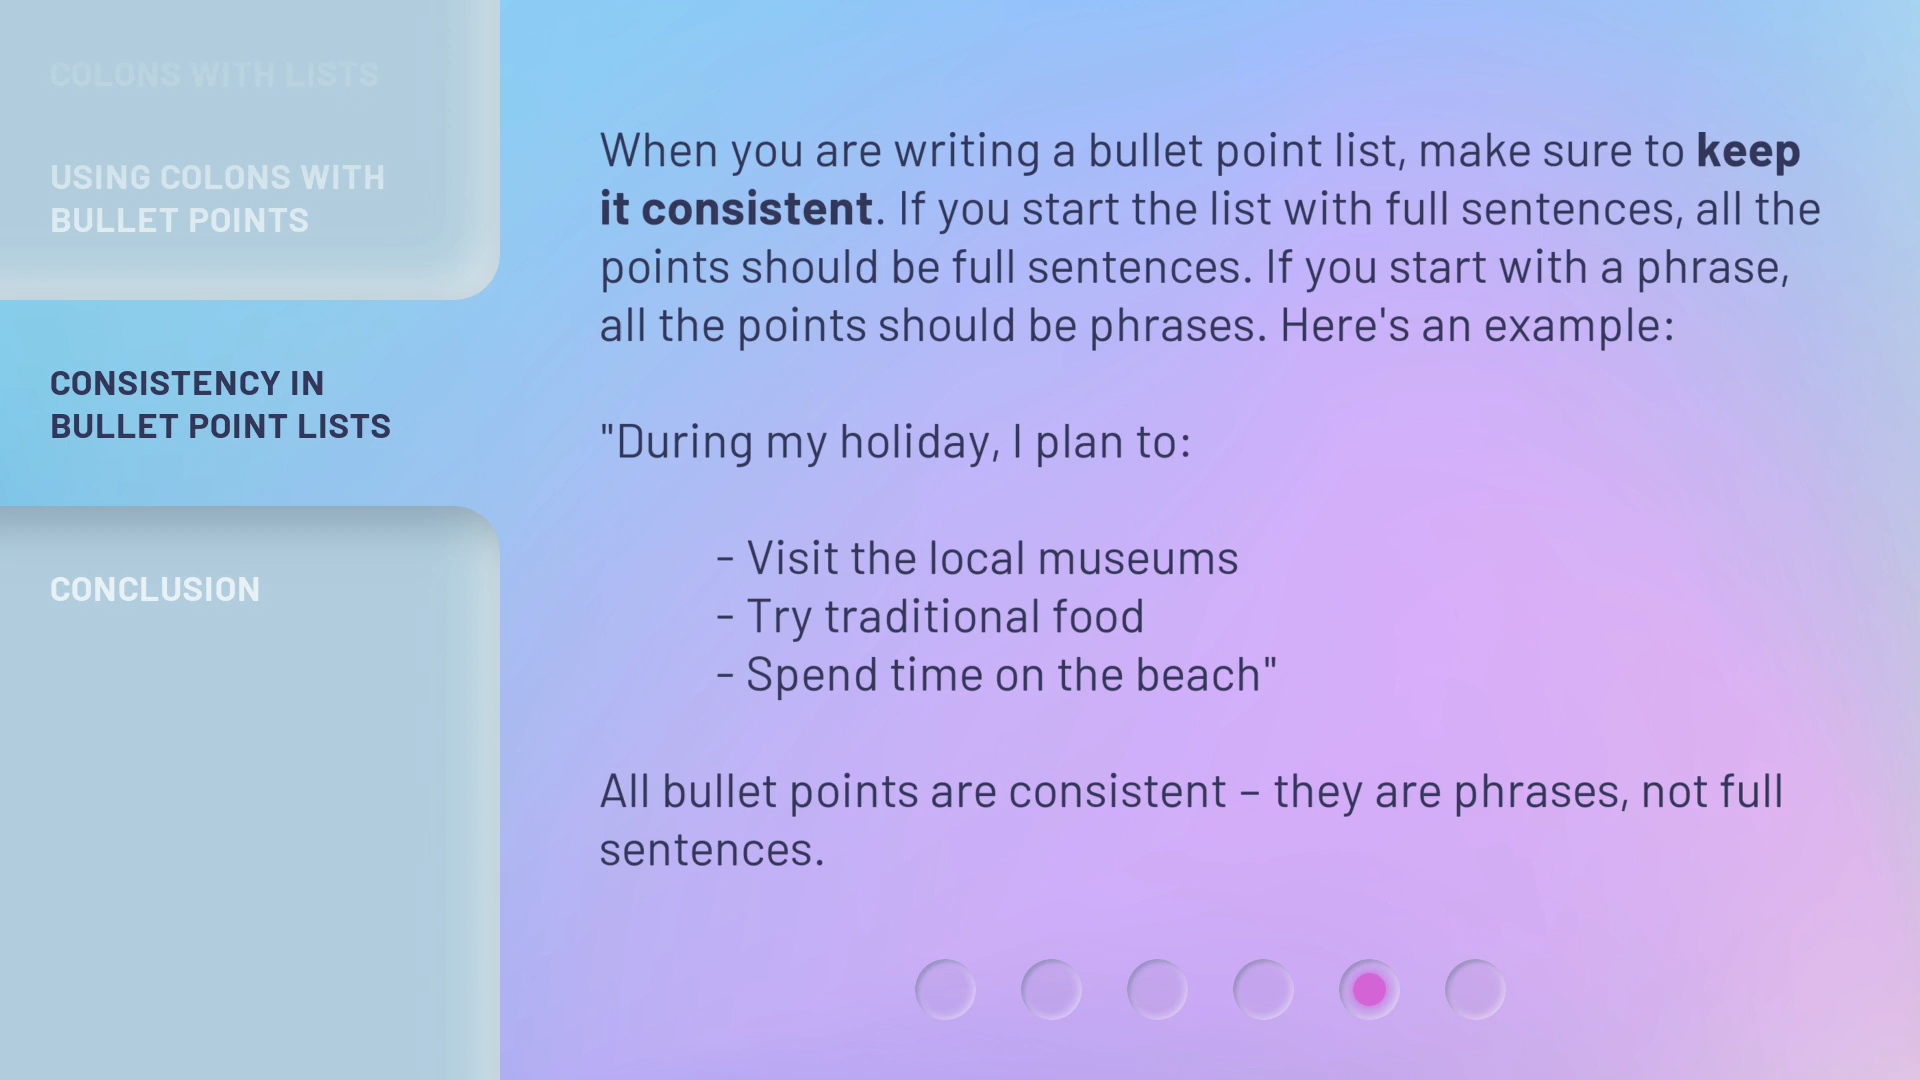 COLONS WITH LISTS
USING COLONS WITH
BULLET POINTS
CONSISTENCY IN
BULLET POINT LISTS
CONCLUSION
When you are writing a bullet point list, make sure to keep
it consistent. If you start the list with full sentences, all the
points should be full sentences. If you start with a phrase,
all the points should be phrases. Here's an example:
"During my holiday, I plan to:
- Visit the local museums
- Try traditional food
- Spend time on the beach"
All bullet points are consistent – they are phrases, not full
sentences.